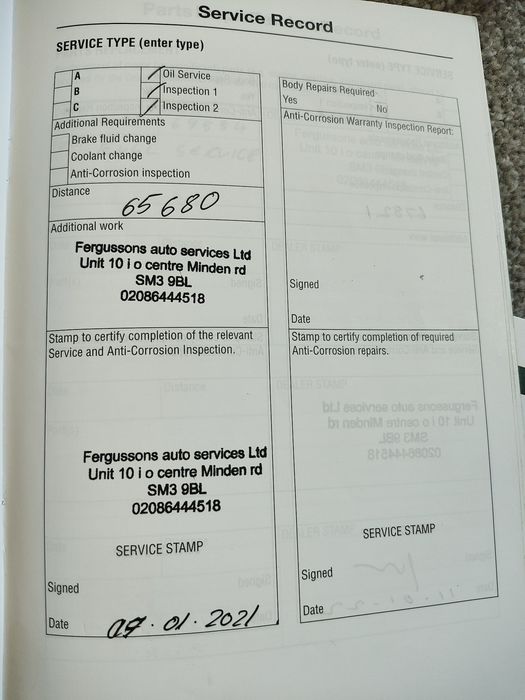 Service Record
SERVICE TYPE (enter type)
A
Oil Service
B
Inspection 1
C
Inspection 2
Additional Requirements
Brake fluid change
Coolant change
Anti-Corrosion inspection
Distance
65680
Additional work
Fergussons auto services Ltd
Unit 10 i o centre Minden rd
SM3 9BL
02086444518
Stamp to certify completion of the relevant
Service and Anti-Corrosion Inspection.
Fergussons auto services Ltd
Unit 10 i o centre Minden rd
SM3 9BL
02086444518
SERVICE STAMP
Signed
Date
01 . 2021
Body Repairs Required
Yes
No
Anti-Corrosion Warranty Inspection Report:
Signed
Date
Stamp to certify completion of required
Anti-Corrosion repairs.
SERVICE STAMP
Signed
Date